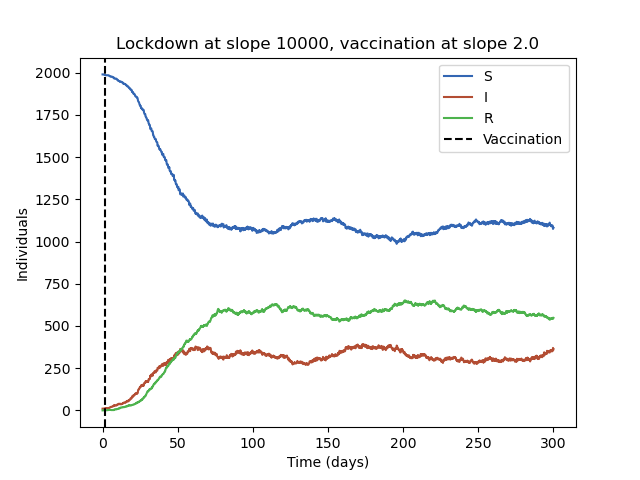 Lockdown at slope 10000, vaccination at slope 2.0
S
I
R
Vaccination
Individuals
2000
1750
1500
1250
1000
750
500
250
0
0 50 100 150 200 250 300
Time (days)